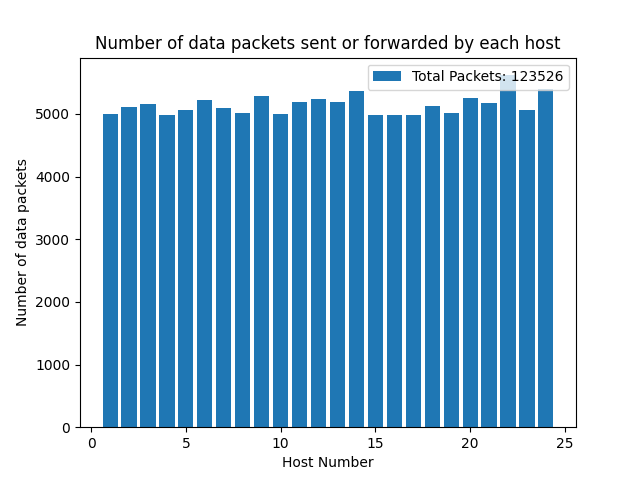 Number of data packets sent or forwarded by each host
Total Packets: 123526
Number of data packets
5000
4000
3000
2000
1000
0
0 5 10 15 20 25
Host Number